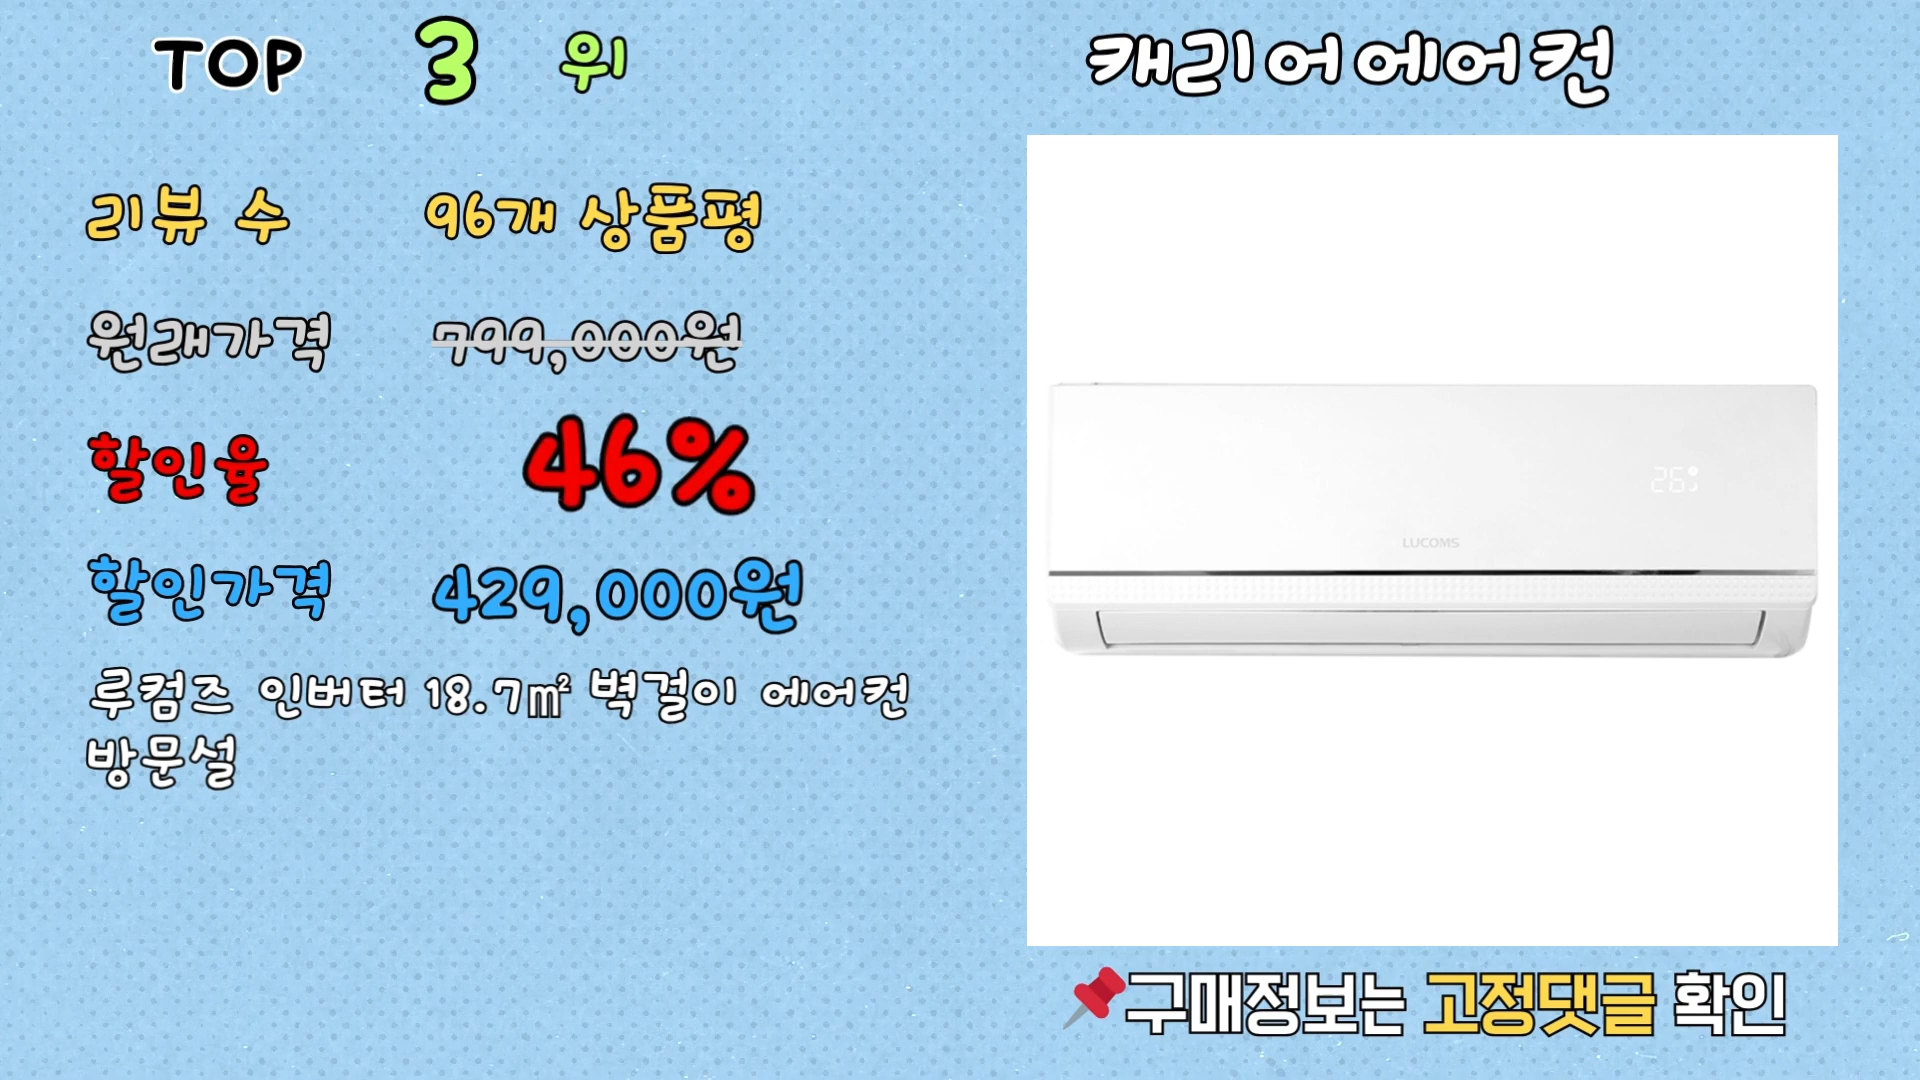 TOP 3 위
캐리어에어컨
리뷰 수 96개 상품평
원래가격 799,000원
할인율 46%
할인가격 429,000원
루컴즈 인버터 18.7㎡ 벽걸이 에어컨
방문설
26
LUCOMS
구매정보는 고정댓글 확인